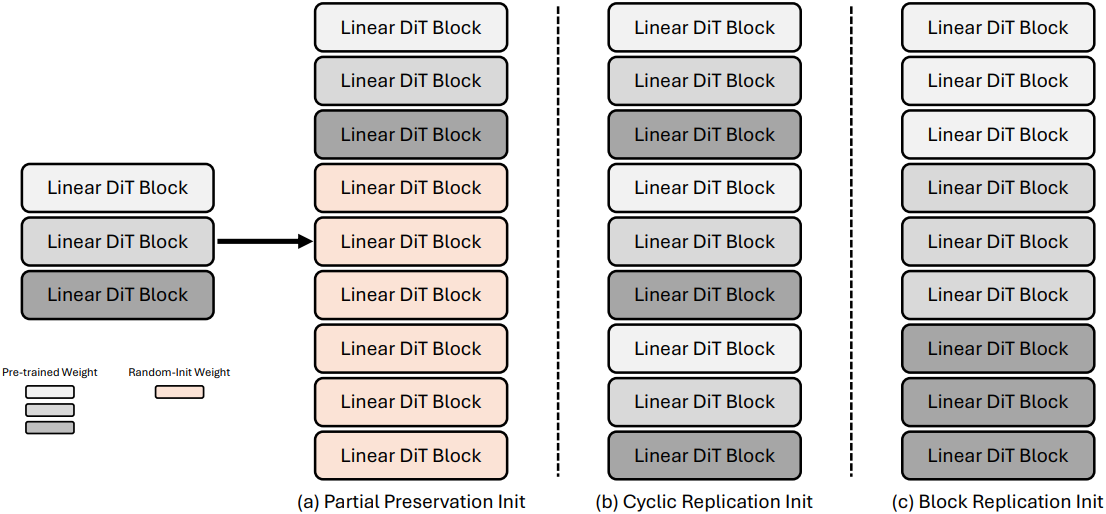 Linear DiT Block
Linear DiT Block
Linear DiT Block
Pre-trained Weight
Random-Init Weight
Linear DiT Block
Linear DiT Block
Linear DiT Block
Linear DiT Block
Linear DiT Block
Linear DiT Block
Linear DiT Block
Linear DiT Block
Linear DiT Block
(a) Partial Preservation Init
Linear DiT Block
Linear DiT Block
Linear DiT Block
Linear DiT Block
Linear DiT Block
Linear DiT Block
Linear DiT Block
Linear DiT Block
Linear DiT Block
(b) Cyclic Replication Init
Linear DiT Block
Linear DiT Block
Linear DiT Block
Linear DiT Block
Linear DiT Block
Linear DiT Block
Linear DiT Block
Linear DiT Block
Linear DiT Block
(c) Block Replication Init